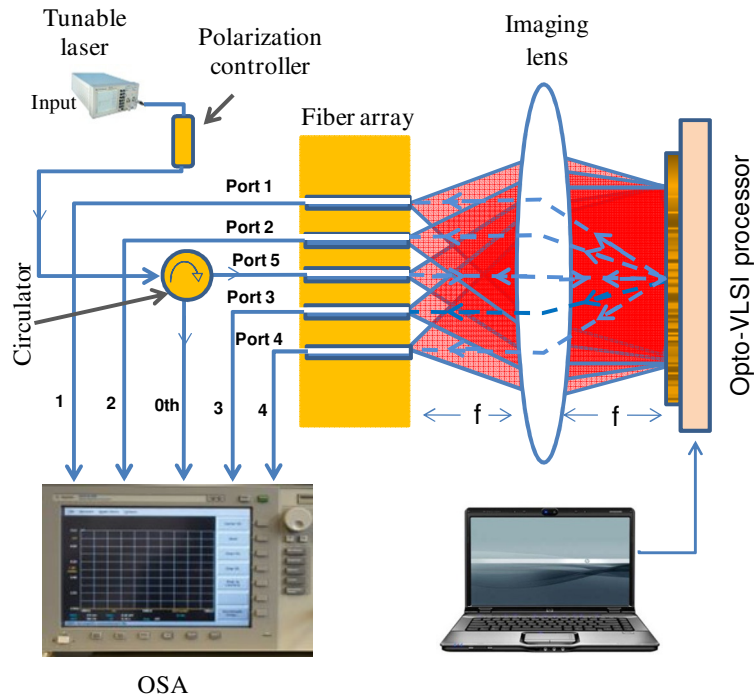 Tunable
laser
Polarization
controller
Input
Imaging
lens
Fiber array
Port 1
Port 2
Port 5
Port 3
Port 4
Circulator
Opto-VLSI processor
f
f
1
2
0th
3
4
OSA